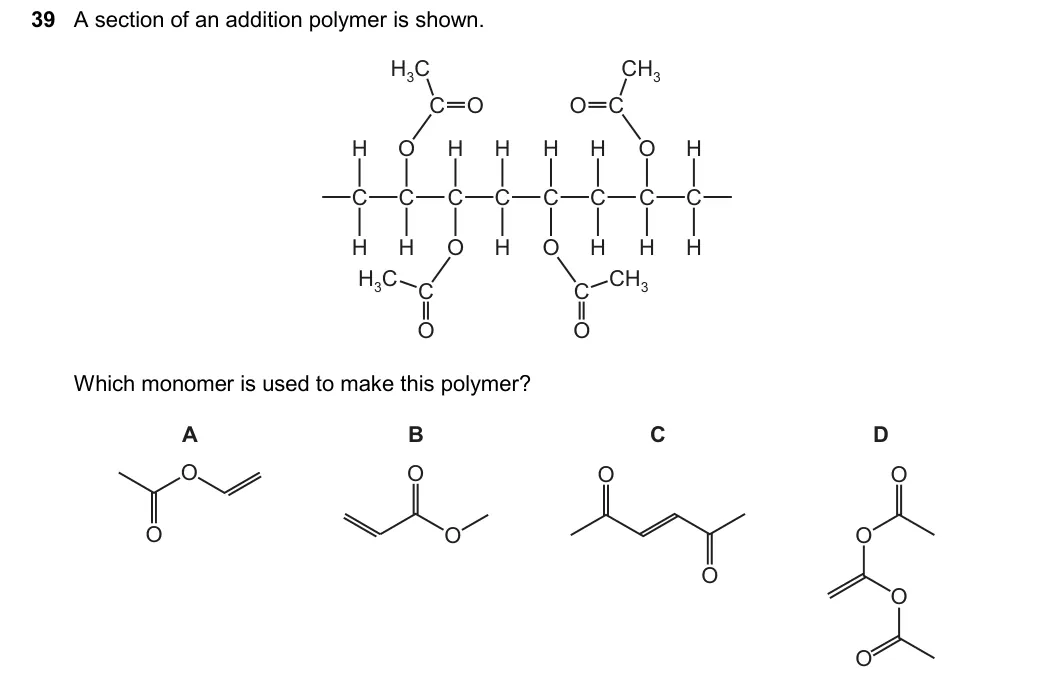 39 A section of an addition polymer is shown.
H₃C CH₃
C=O O=C
H O H H H H O H
C C C C C C C C
H H O H O H H H
H₃C C C CH₃
O O
Which monomer is used to make this polymer?
A B C D
O O O O
O O
O O
O
O
O